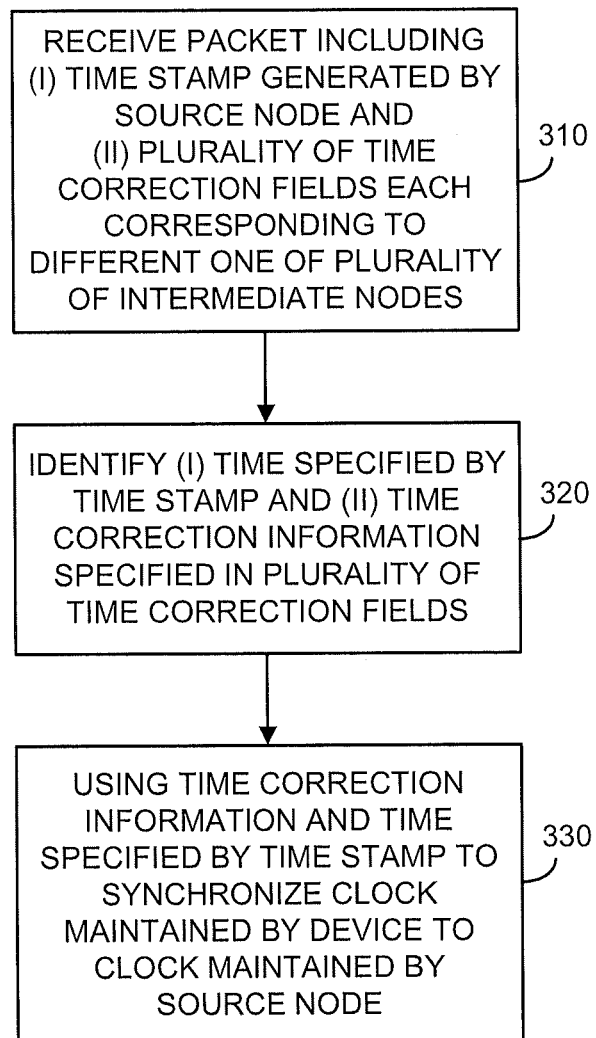 RECEIVE PACKET INCLUDING
(I) TIME STAMP GENERATED BY
SOURCE NODE AND
(II) PLURALITY OF TIME
CORRECTION FIELDS EACH
CORRESPONDING TO
DIFFERENT ONE OF PLURALITY
OF INTERMEDIATE NODES
310
IDENTIFY (I) TIME SPECIFIED BY
TIME STAMP AND (II) TIME
CORRECTION INFORMATION
SPECIFIED IN PLURALITY OF
TIME CORRECTION FIELDS
320
USING TIME CORRECTION
INFORMATION AND TIME
SPECIFIED BY TIME STAMP TO
SYNCHRONIZE CLOCK
MAINTAINED BY DEVICE TO
CLOCK MAINTAINED BY
SOURCE NODE
330